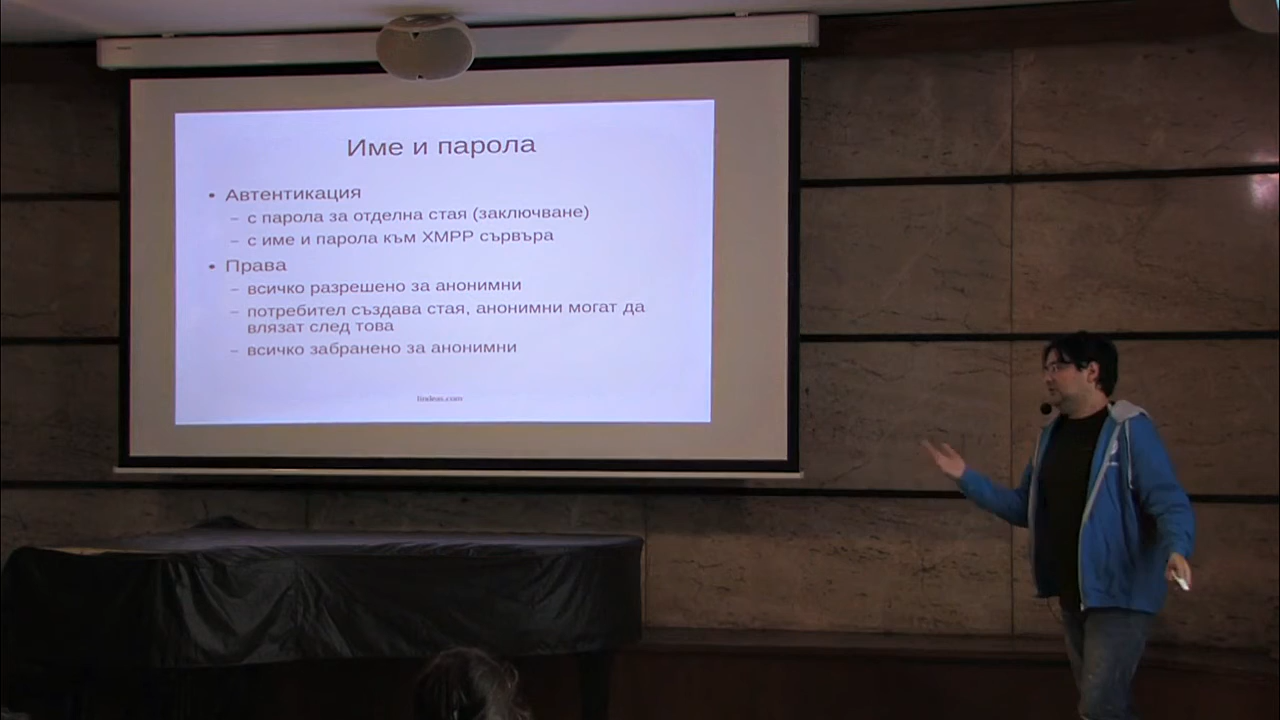 Име и парола
• Автентикация
– с парола за отделна стая (заключване)
– с име и парола към XMPP сървъра
• Права
– всичко разрешено за анонимни
– потребител създава стая, анонимни могат да
влязат след това
– всичко забранено за анонимни